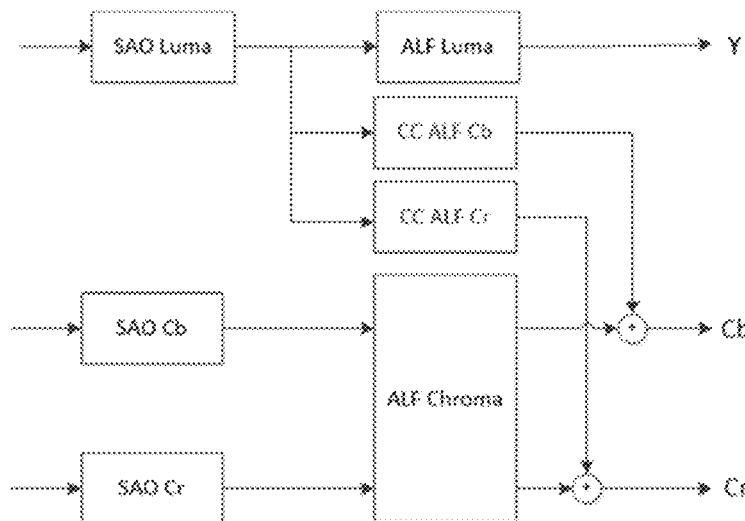 SAO Luma
ALF Luma
Y
CC ALF Cb
CC ALF Cr
SAO Cb
ALF Chroma
+
Cb
SAO Cr
+
Cr